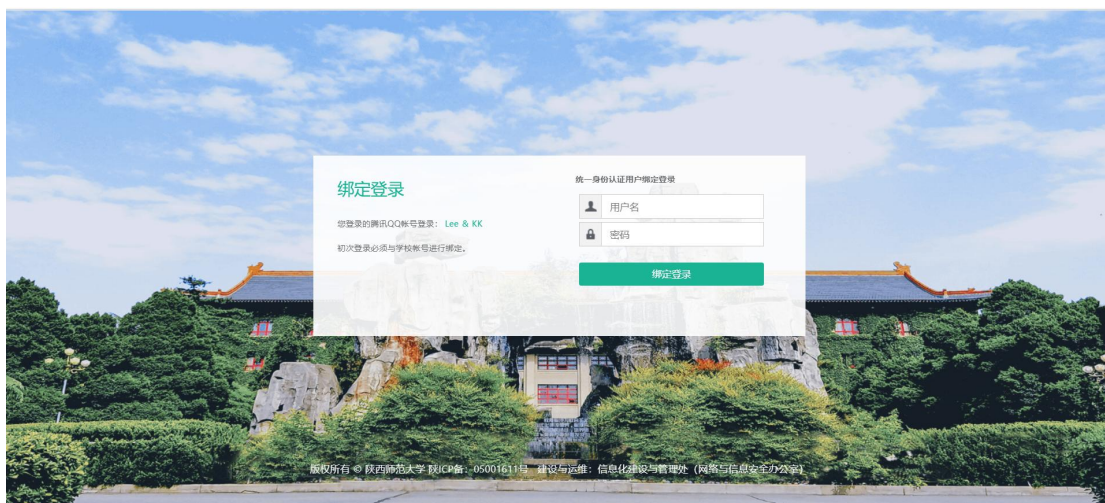 绑定登录
您登录的腾讯QQ帐号登录： Lee & KK
初次登录必须与学校帐号进行绑定。
统一身份认证用户绑定登录
用户名
密码
绑定登录
版权所有 © 陕西师范大学 陕ICP备：05001611号 建设与运维：信息化建设与管理处（网络与信息安全办公室）